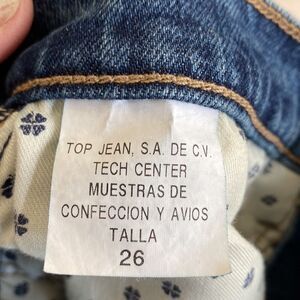 TOP JEAN, S.A. DE C.V.
TECH CENTER
MUESTRAS DE
CONFECCION Y AVIOS
TALLA
26